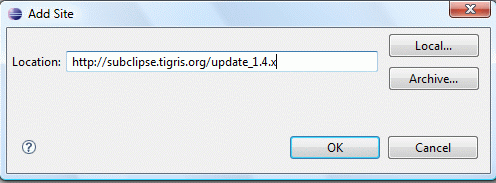 Add Site
Local...
Location: http://subclipse.tigris.org/update_1.4.x
Archive...
?
OK Cancel